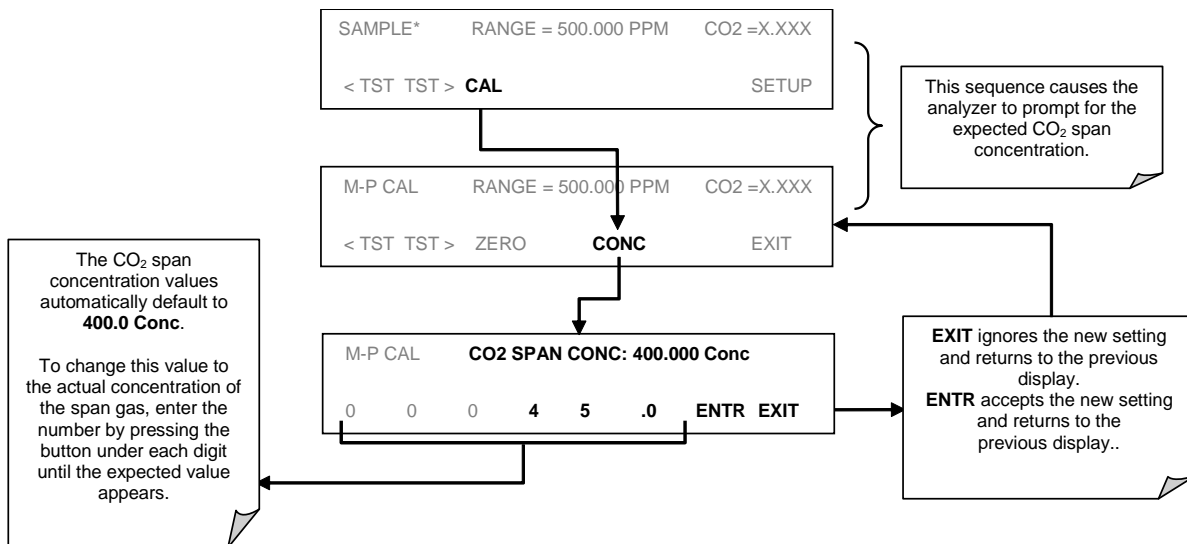 SAMPLE* RANGE = 500.000 PPM CO2 =X.XXX
< TST TST > CAL SETUP
This sequence causes the
analyzer to prompt for the
expected CO₂ span
concentration.
M-P CAL RANGE = 500.000 PPM CO2 =X.XXX
< TST TST > ZERO CONC EXIT
The CO₂ span
concentration values
automatically default to
400.0 Conc.
To change this value to
the actual concentration of
the span gas, enter the
number by pressing the
button under each digit
until the expected value
appears.
M-P CAL CO2 SPAN CONC: 400.000 Conc
0 0 0 4 5 .0 ENTR EXIT
EXIT ignores the new setting
and returns to the previous
display.
ENTR accepts the new setting
and returns to the
previous display..